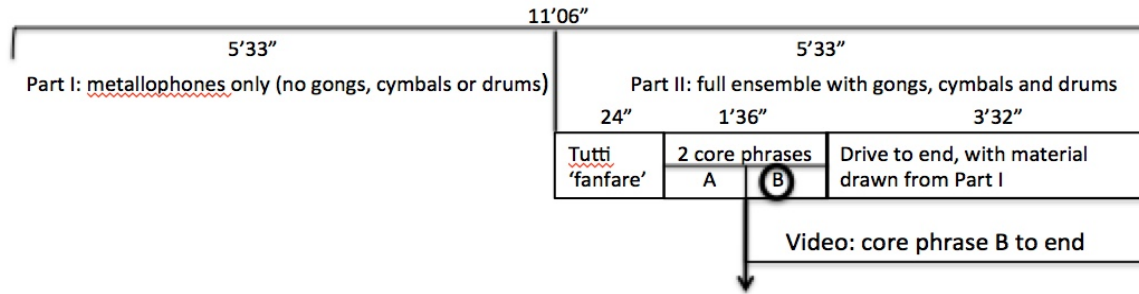 11’06”
5’33”
5’33”
Part I: metallophones only (no gongs, cymbals or drums)
Part II: full ensemble with gongs, cymbals and drums
24”
1’36”
3’32”
Tutti
‘fanfare’
2 core phrases
A
B
Drive to end, with material
drawn from Part I
Video: core phrase B to end